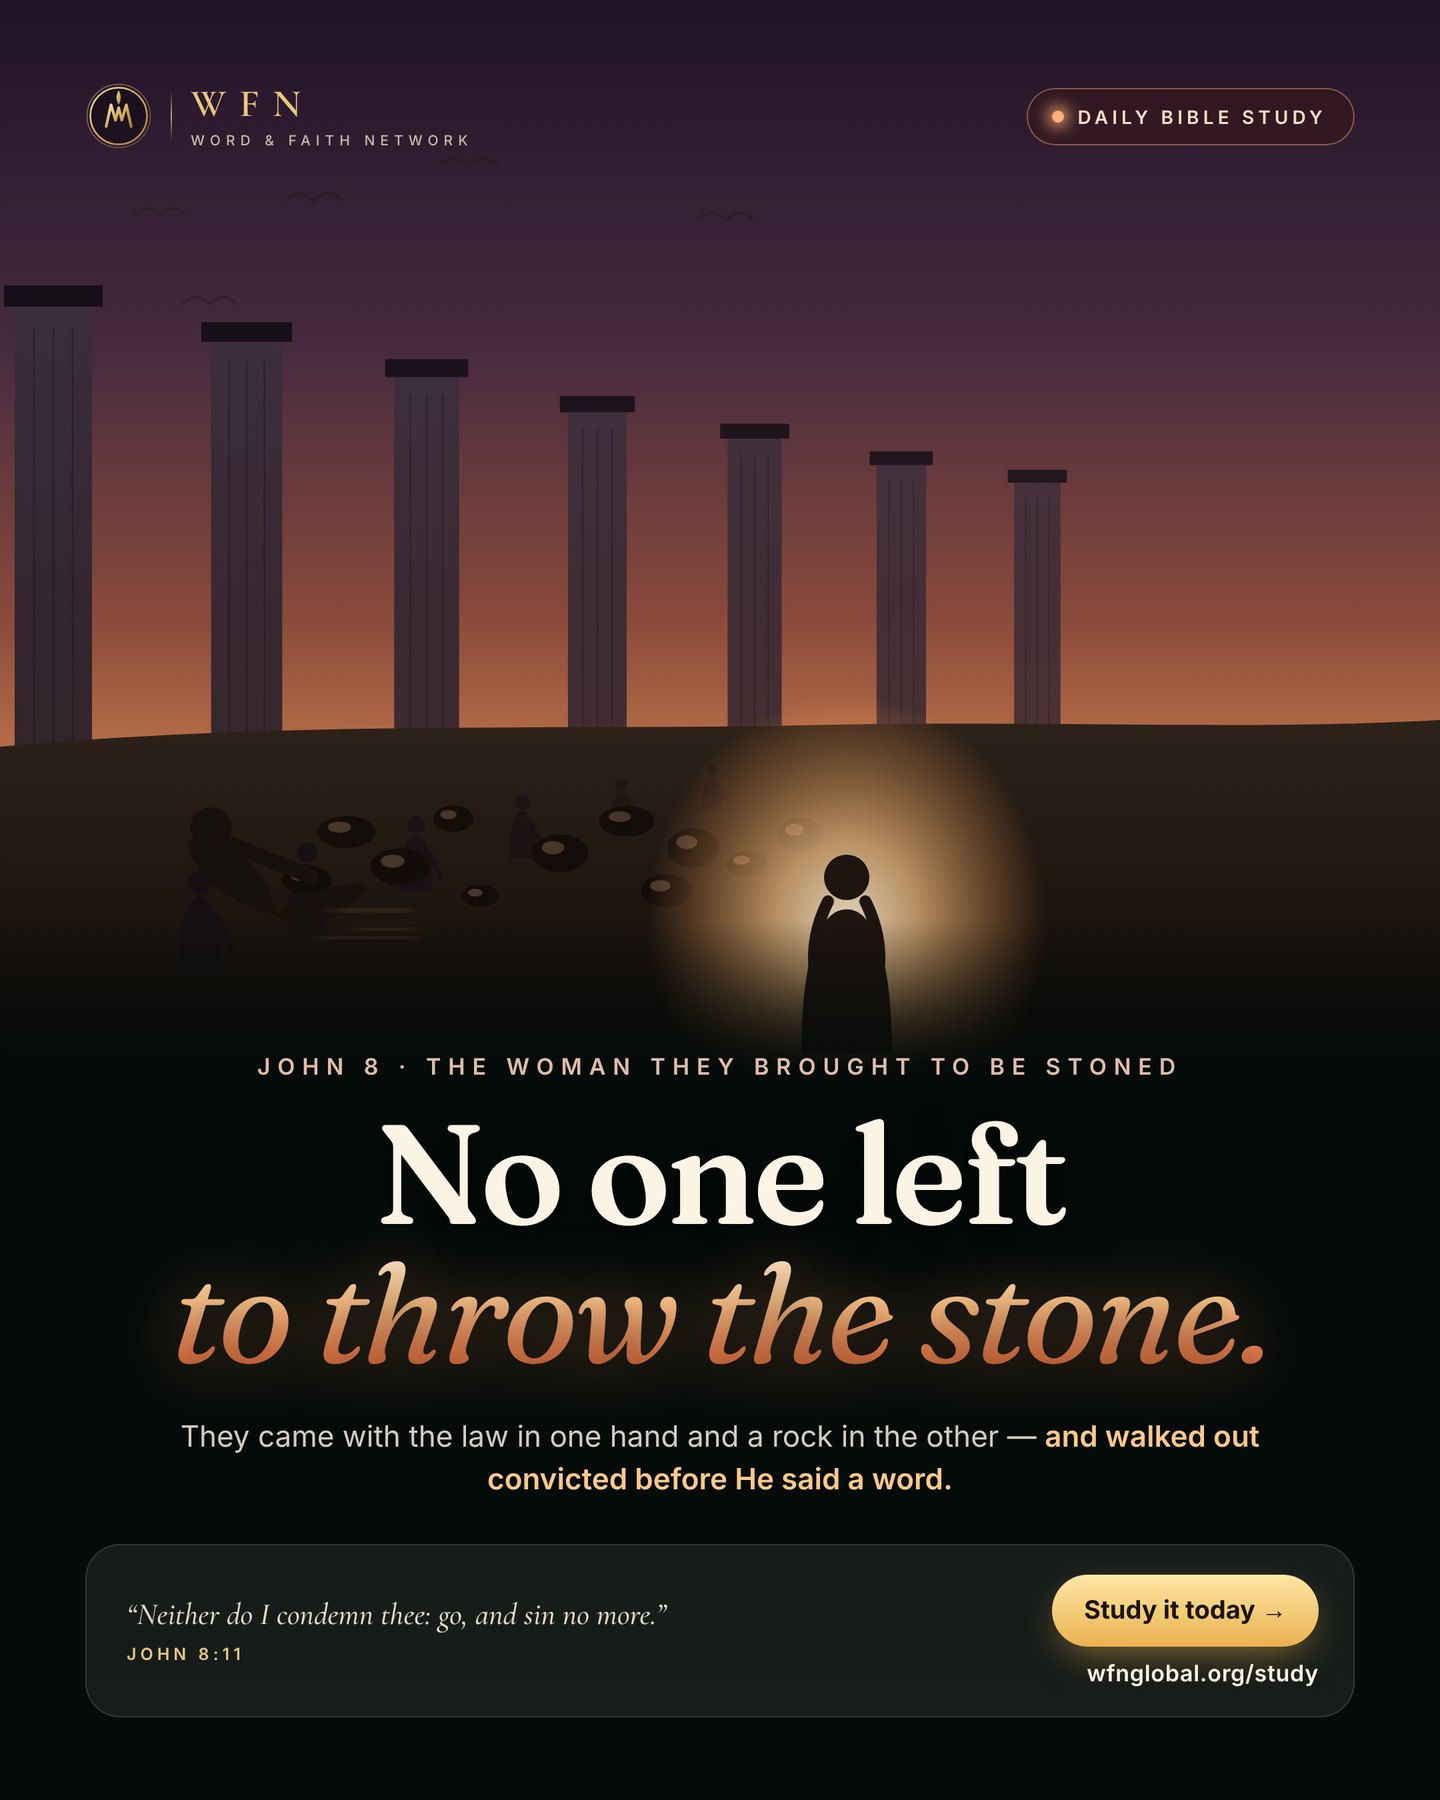 WFN
WORD & FAITH NETWORK
DAILY BIBLE STUDY
JOHN 8 · THE WOMAN THEY BROUGHT TO BE STONED
No one left
to throw the stone.
They came with the law in one hand and a rock in the other — and walked out
convicted before He said a word.
“Neither do I condemn thee: go, and sin no more.”
JOHN 8:11
Study it today →
wfnglobal.org/study